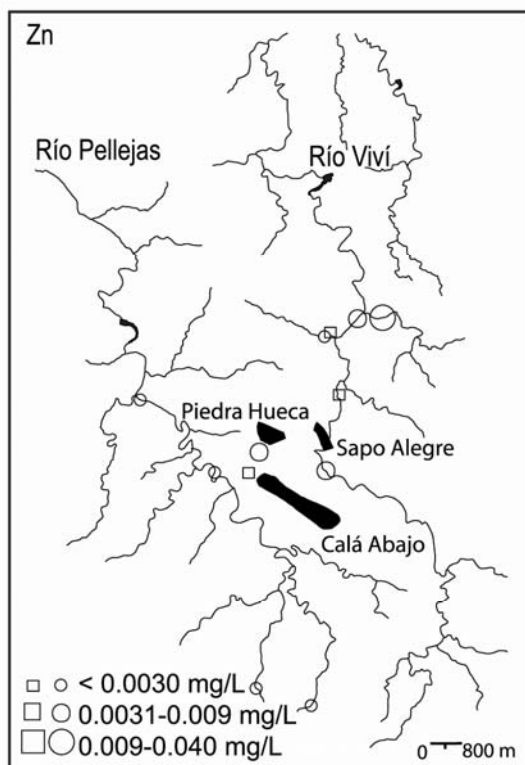 Zn
Río Pellejas
Río Viví
Piedra Hueca
Sapo Alegre
Calá Abajo
< 0.0030 mg/L
0.0031-0.009 mg/L
0.009-0.040 mg/L
0 800 m